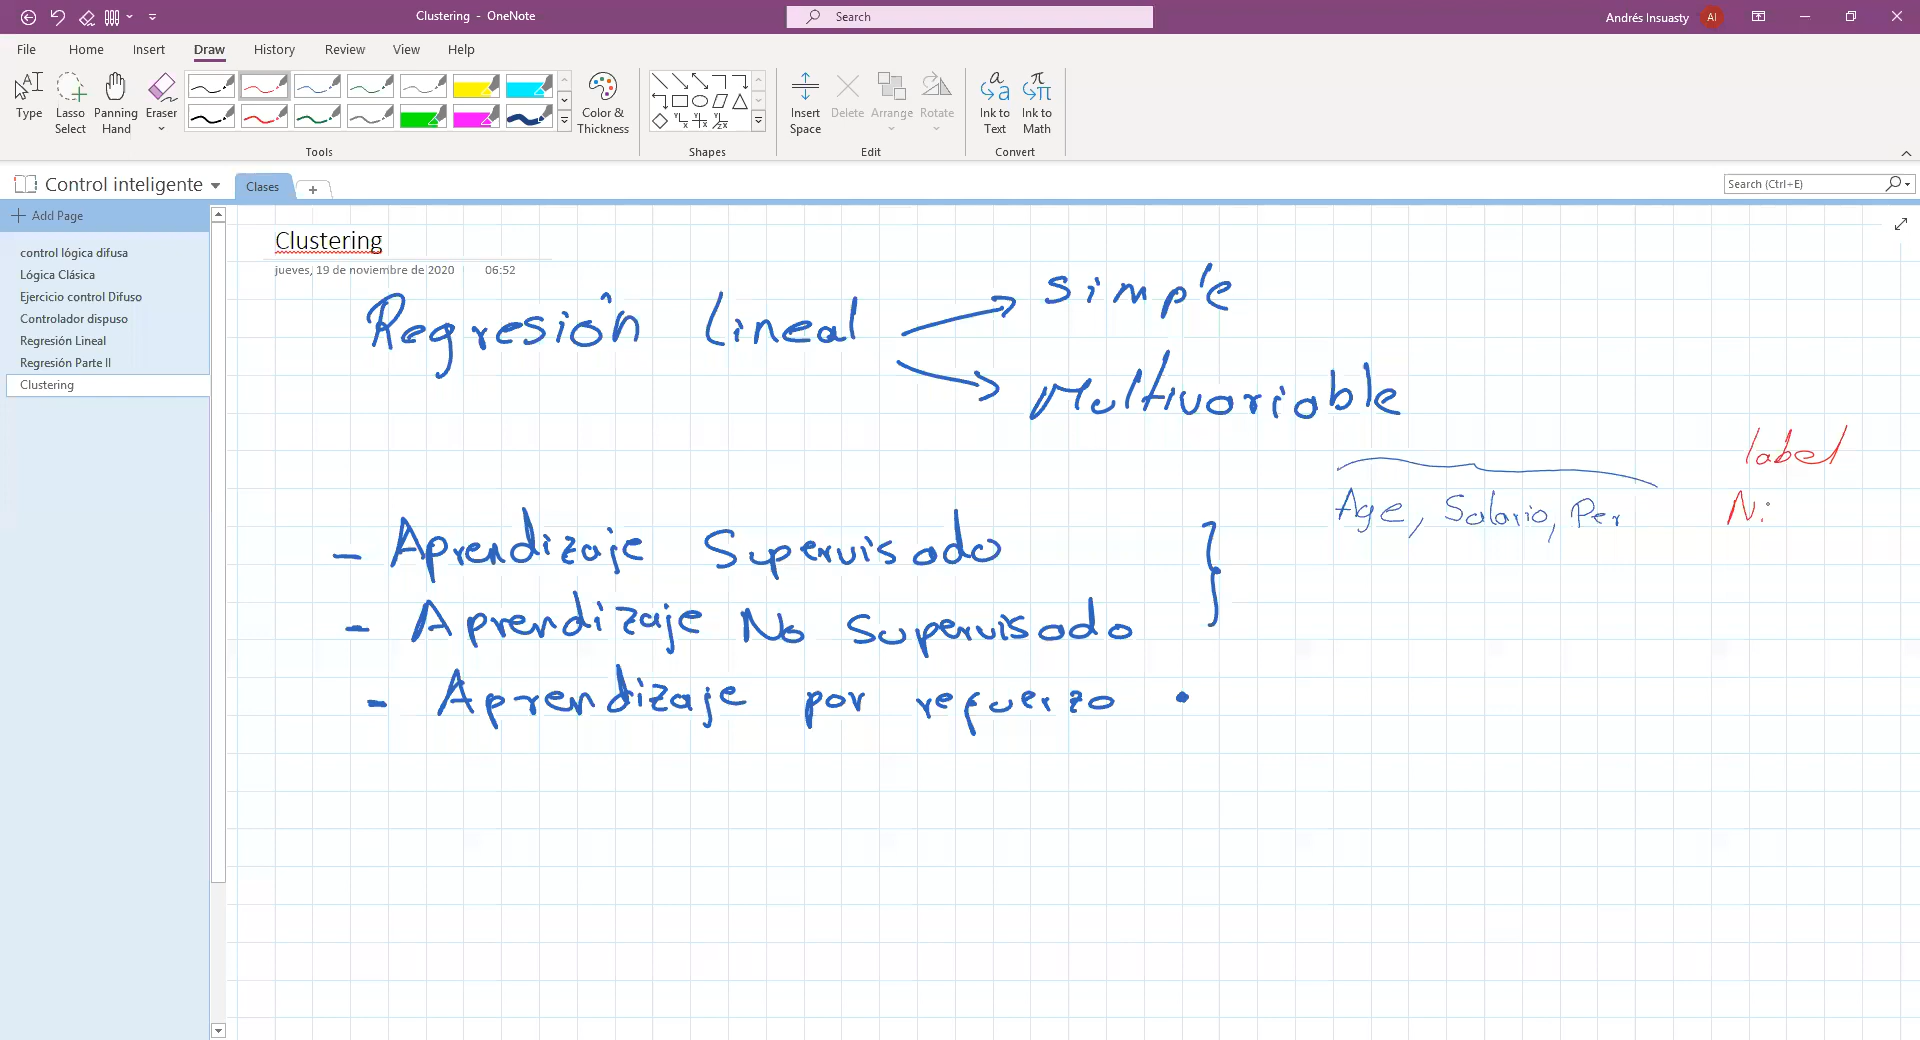 Clustering - OneNote
Search
Andrés Insuasty
AI
File Home Insert Draw History Review View Help
Type
Lasso Select
Panning Hand
Eraser
Color & Thickness
Insert Space
Delete
Arrange
Rotate
Ink to Text
Ink to Math
Tools
Shapes
Edit
Convert
Control inteligente
Clases
Search (Ctrl+E)
Add Page
control lógica difusa
Lógica Clásica
Ejercicio control Difuso
Controlador dispuso
Regresión Lineal
Regresión Parte II
Clustering
Clustering
jueves, 19 de noviembre de 2020 06:52
Regresión Lineal
simple
Multivariable
label
Age, Salario, Per
- Aprendizaje Supervisado
- Aprendizaje No Supervisado
- Aprendizaje por refuerzo